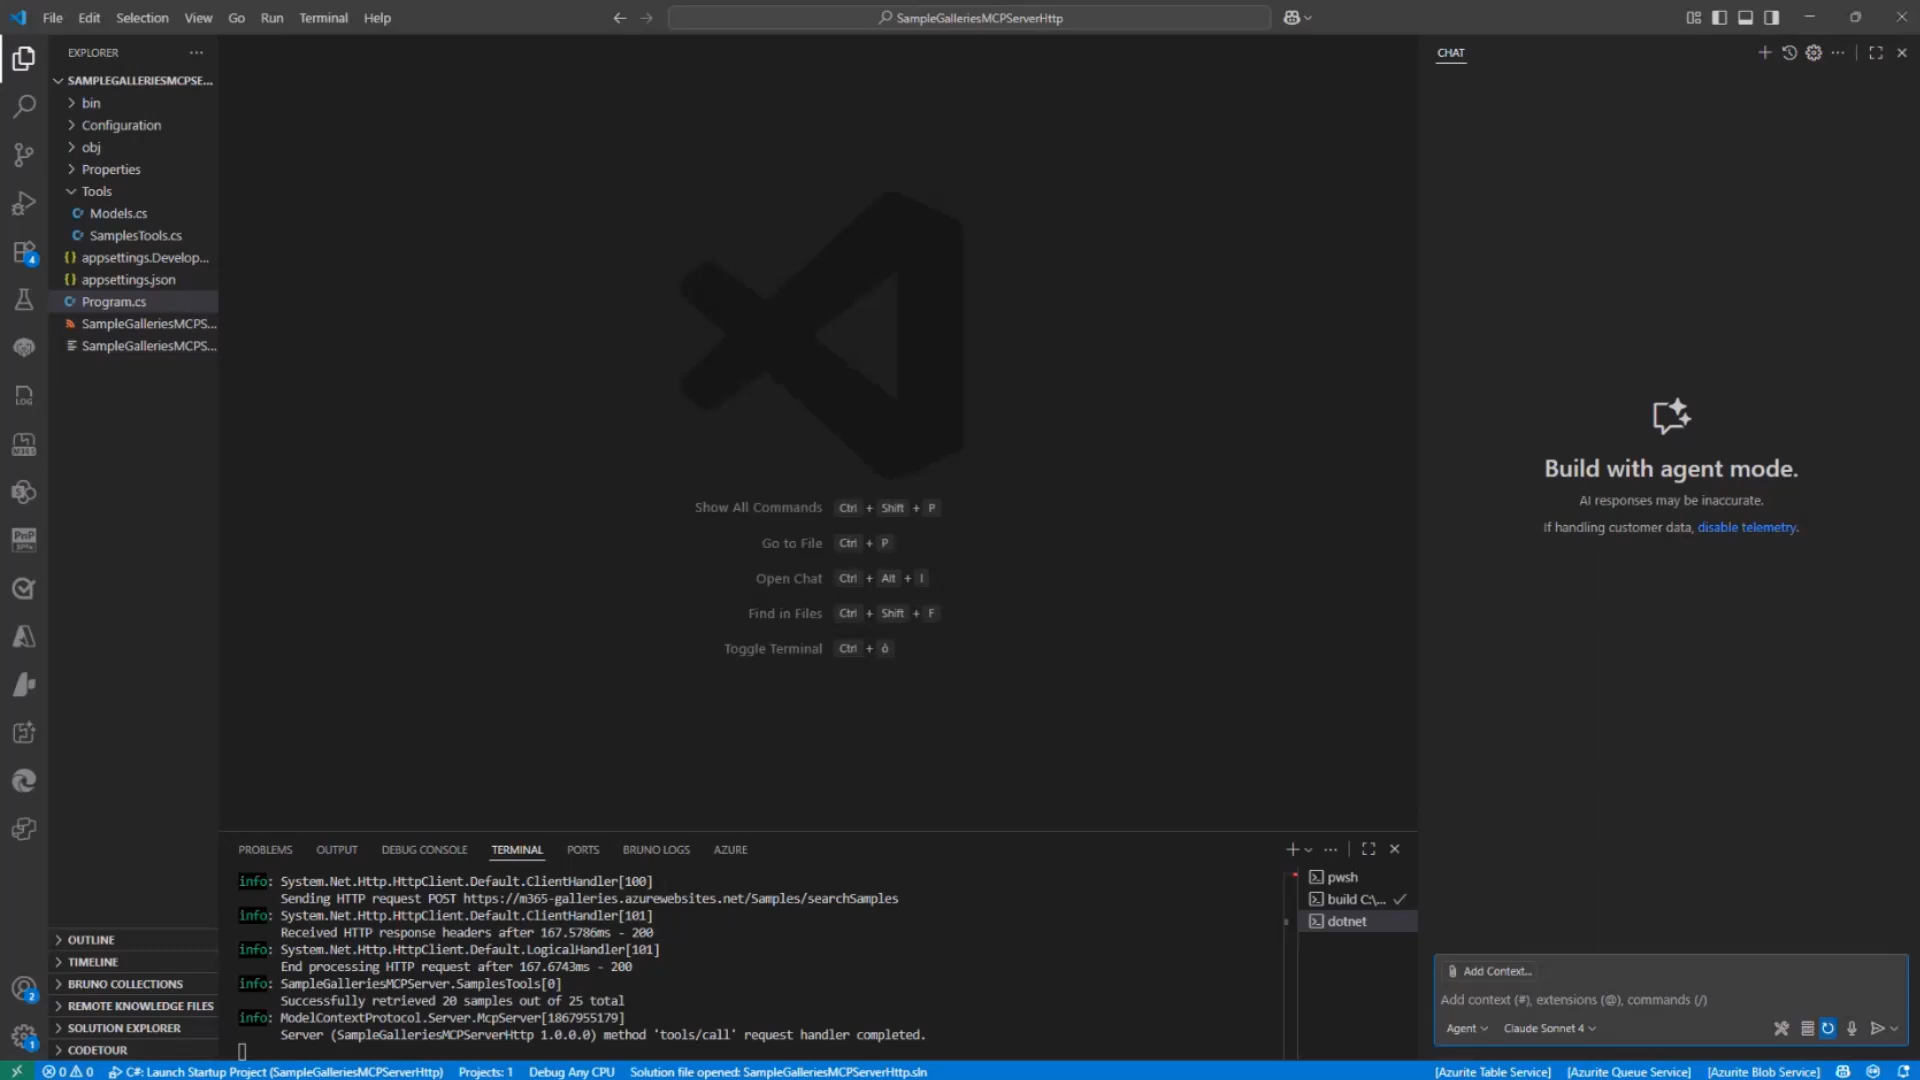 File Edit Selection View Go Run Terminal Help
SampleGalleriesMCPServerHttp
EXPLORER
SAMPLEGALLERIESMCPSE...
bin
Configuration
obj
Properties
Tools
Models.cs
SamplesTools.cs
appsettings.Develop...
appsettings.json
Program.cs
SampleGalleriesMCPS...
SampleGalleriesMCPS...
OUTLINE
TIMELINE
BRUNO COLLECTIONS
REMOTE KNOWLEDGE FILES
SOLUTION EXPLORER
CODETOUR
4
LOG
M365
PnP
SPFx
2
1
Show All Commands Ctrl + Shift + P
Go to File Ctrl + P
Open Chat Ctrl + Alt + I
Find in Files Ctrl + Shift + F
Toggle Terminal Ctrl + ò
PROBLEMS OUTPUT DEBUG CONSOLE TERMINAL PORTS BRUNO LOGS AZURE
info: System.Net.Http.HttpClient.Default.ClientHandler[100]
Sending HTTP request POST https://m365-galleries.azurewebsites.net/Samples/searchSamples
info: System.Net.Http.HttpClient.Default.ClientHandler[101]
Received HTTP response headers after 167.5786ms - 200
info: System.Net.Http.HttpClient.Default.LogicalHandler[101]
End processing HTTP request after 167.6743ms - 200
info: SampleGalleriesMCPServer.SamplesTools[0]
Successfully retrieved 20 samples out of 25 total
info: ModelContextProtocol.Server.McpServer[1867955179]
Server (SampleGalleriesMCPServerHttp 1.0.0.0) method 'tools/call' request handler completed.
pwsh
build C:\...
dotnet
CHAT
Build with agent mode.
AI responses may be inaccurate.
If handling customer data, disable telemetry.
Add Context...
Add context (#), extensions (@), commands (/)
Agent Claude Sonnet 4
0 0 C#: Launch Startup Project (SampleGalleriesMCPServerHttp) Projects: 1 Debug Any CPU Solution file opened: SampleGalleriesMCPServerHttp.sln [Azurite Table Service] [Azurite Queue Service] [Azurite Blob Service]